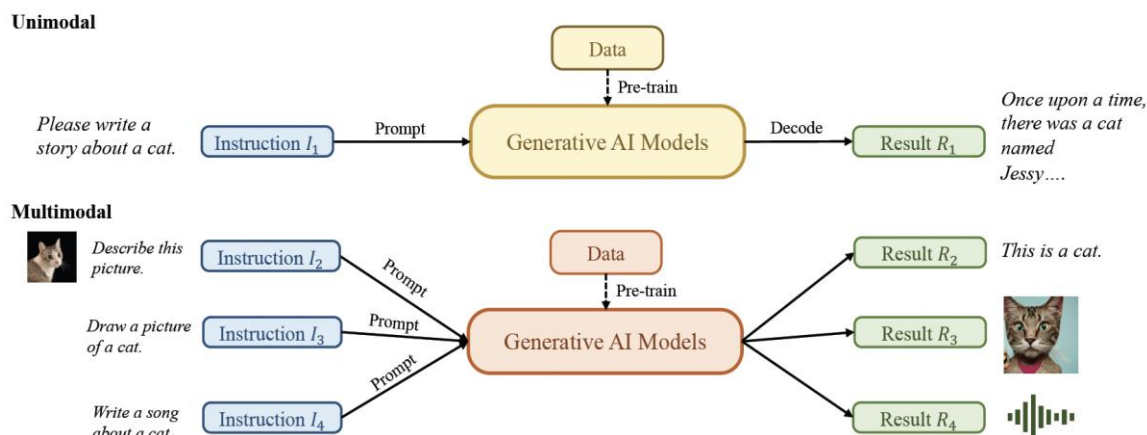 Unimodal
Data
Pre-train
Please write a
story about a cat.
Instruction I1
Prompt
Generative AI Models
Decode
Result R1
Once upon a time,
there was a cat
named
Jessy....
Multimodal
Describe this
picture.
Instruction I2
Prompt
Data
Pre-train
Result R2
This is a cat.
Draw a picture
of a cat.
Instruction I3
Prompt
Generative AI Models
Result R3
Write a song
about a cat
Instruction I4
Prompt
Result R4